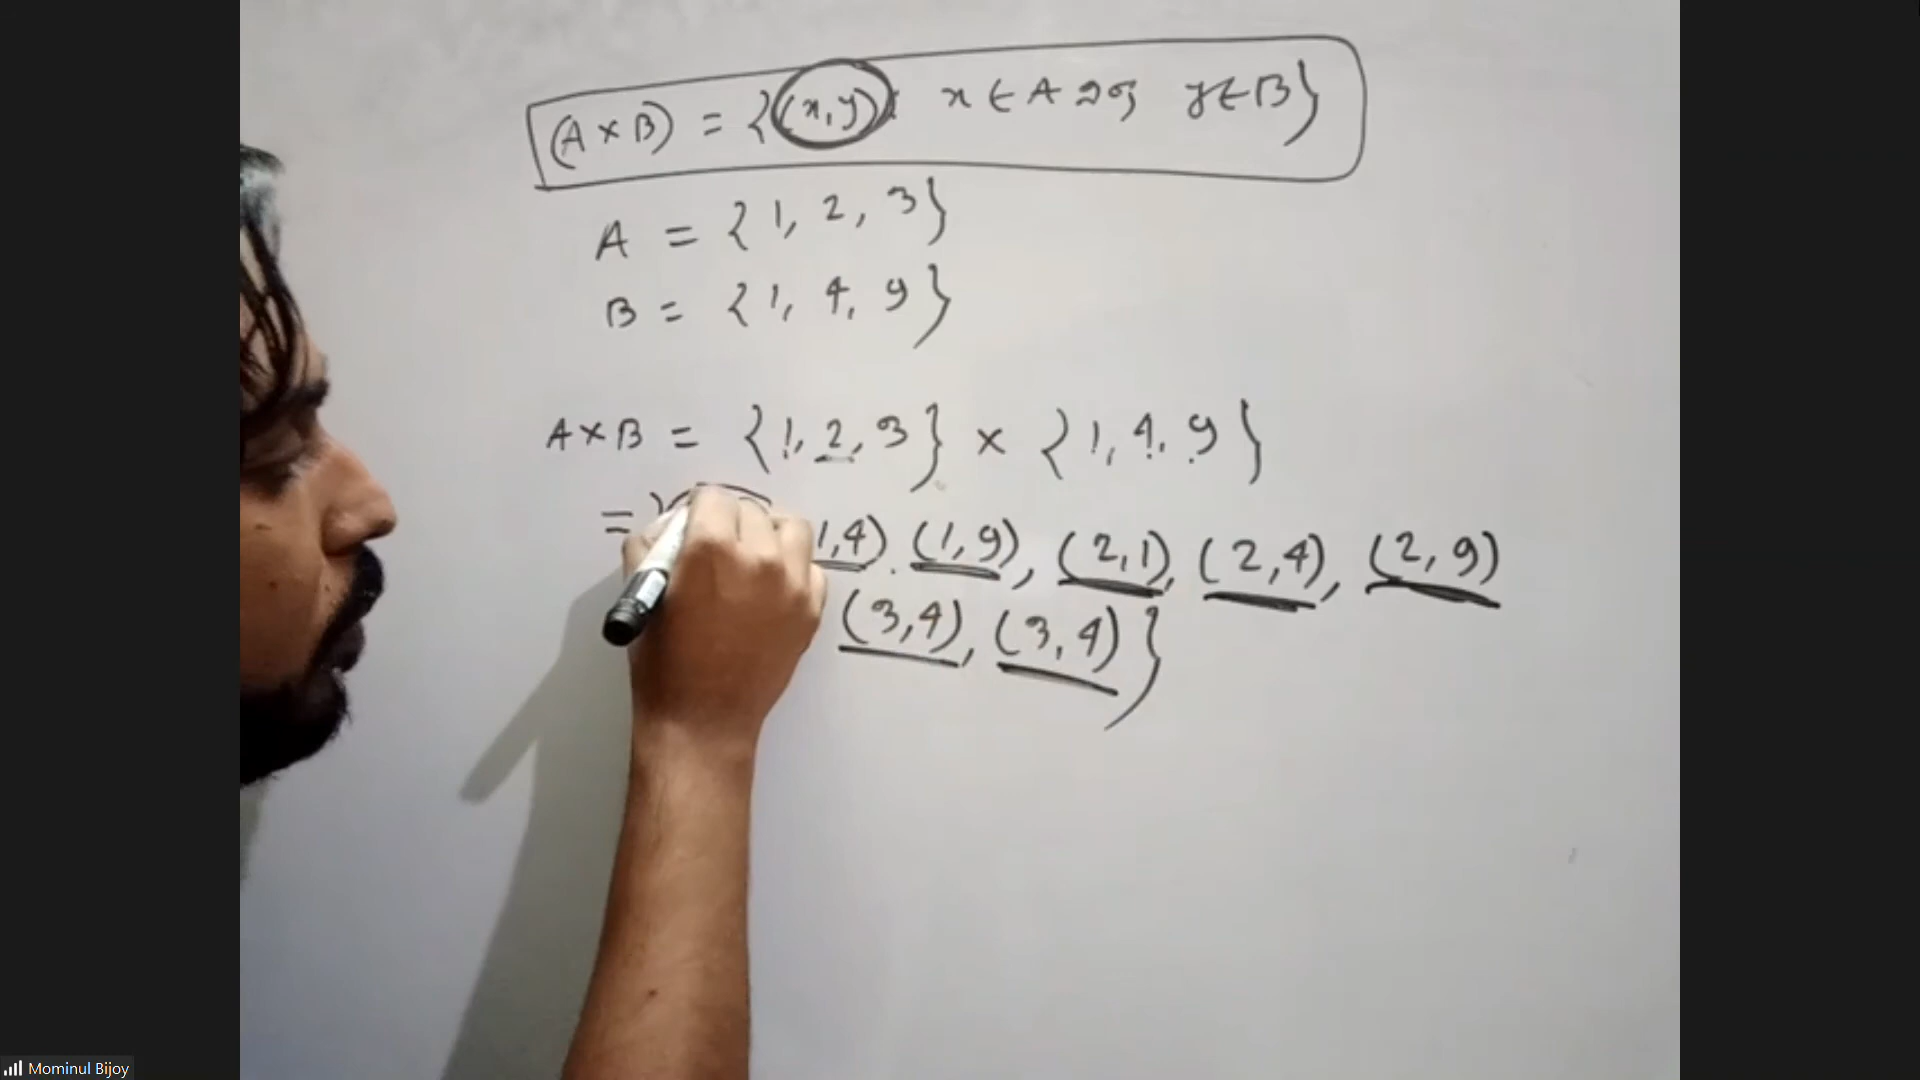 (A × B) = {(x,y): x ∈ A এবং y ∈ B}
A = {1, 2, 3}
B = {1, 4, 9}
A×B = {1, 2, 3} × {1, 4, 9}
= 1,4), (1,9), (2,1), (2,4), (2,9)
(3,4), (3,4)}
Mominul Bijoy